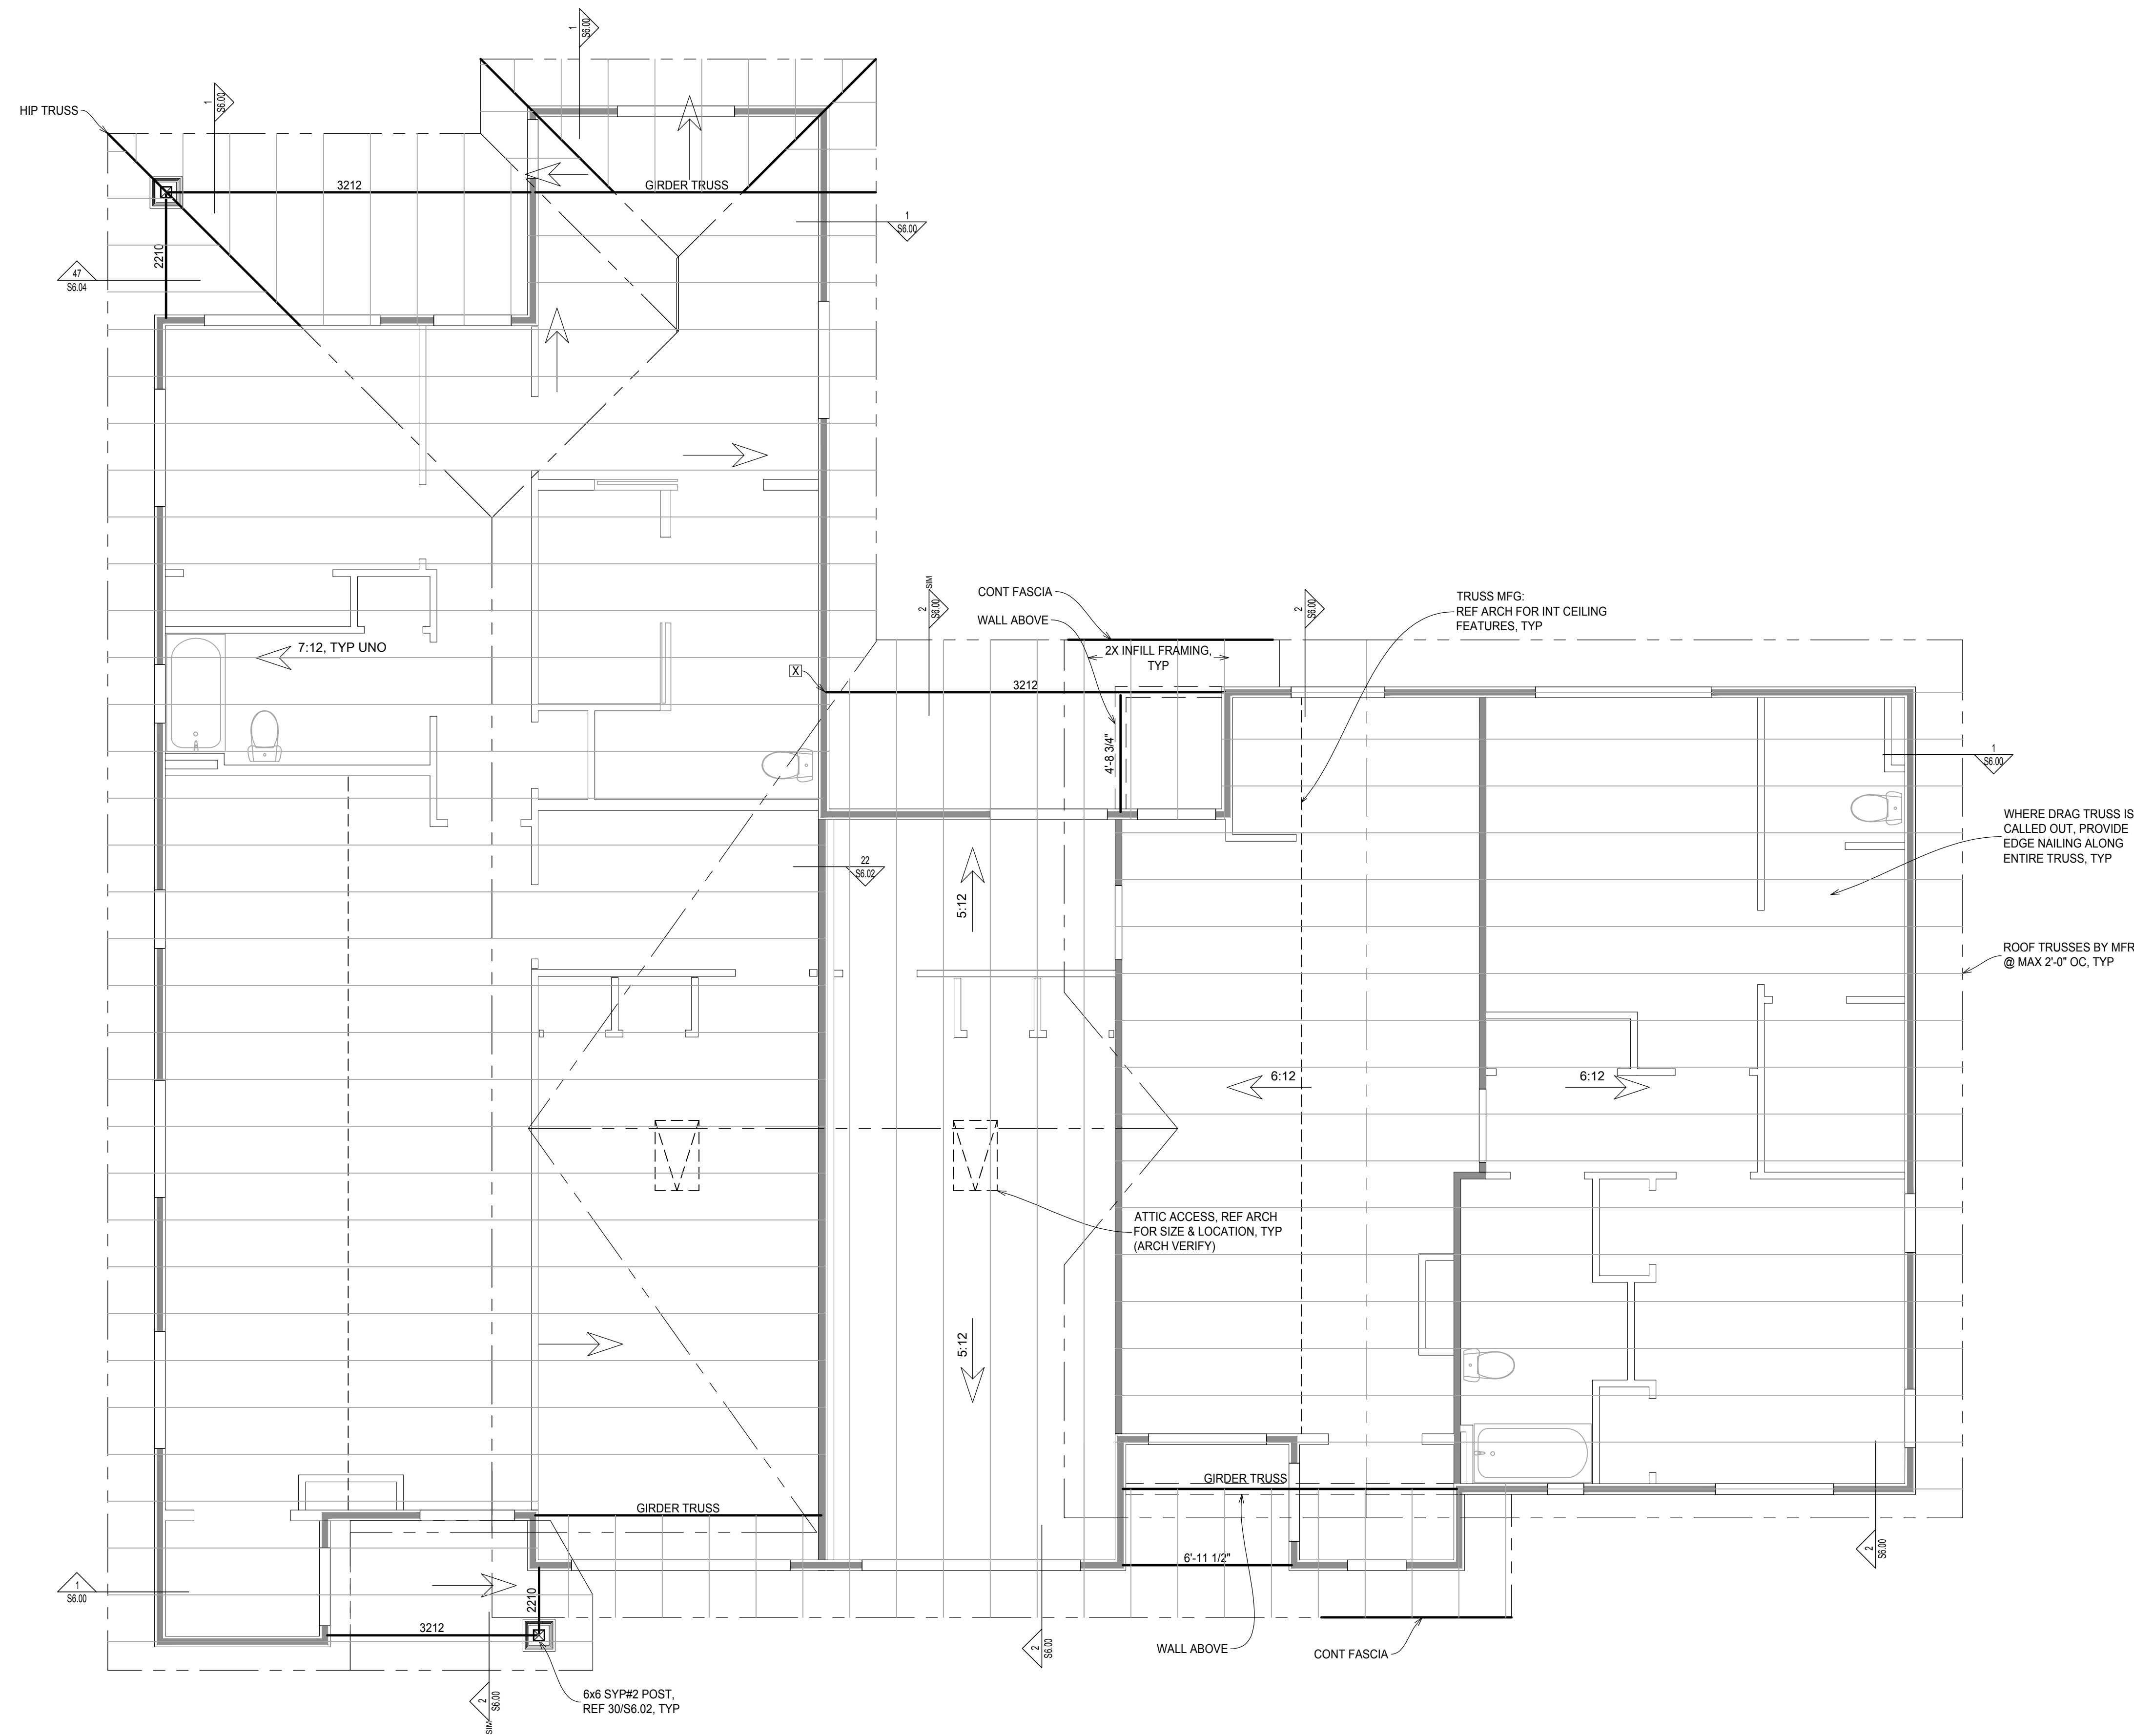 1
S6.00
HIP TRUSS
1
S6.00
3212
GIRDER TRUSS
1
S6.00
2210
47
S6.04
2
S6.00
SIM
CONT FASCIA
WALL ABOVE
2
S6.00
TRUSS MFG:
REF ARCH FOR INT CEILING
FEATURES, TYP
7:12, TYP UNO
2X INFILL FRAMING,
TYP
X
3212
4'-8 3/4"
1
S6.00
WHERE DRAG TRUSS IS
CALLED OUT, PROVIDE
EDGE NAILING ALONG
ENTIRE TRUSS, TYP
22
S6.02
5:12
ROOF TRUSSES BY MFR
@ MAX 2'-0" OC, TYP
6:12
6:12
ATTIC ACCESS, REF ARCH
FOR SIZE & LOCATION, TYP
(ARCH VERIFY)
5:12
GIRDER TRUSS
GIRDER TRUSS
2
S6.00
6'-11 1/2"
1
S6.00
2210
3212
2
S6.00
WALL ABOVE
CONT FASCIA
2
S6.00
SIM
6x6 SYP#2 POST,
REF 30/S6.02, TYP